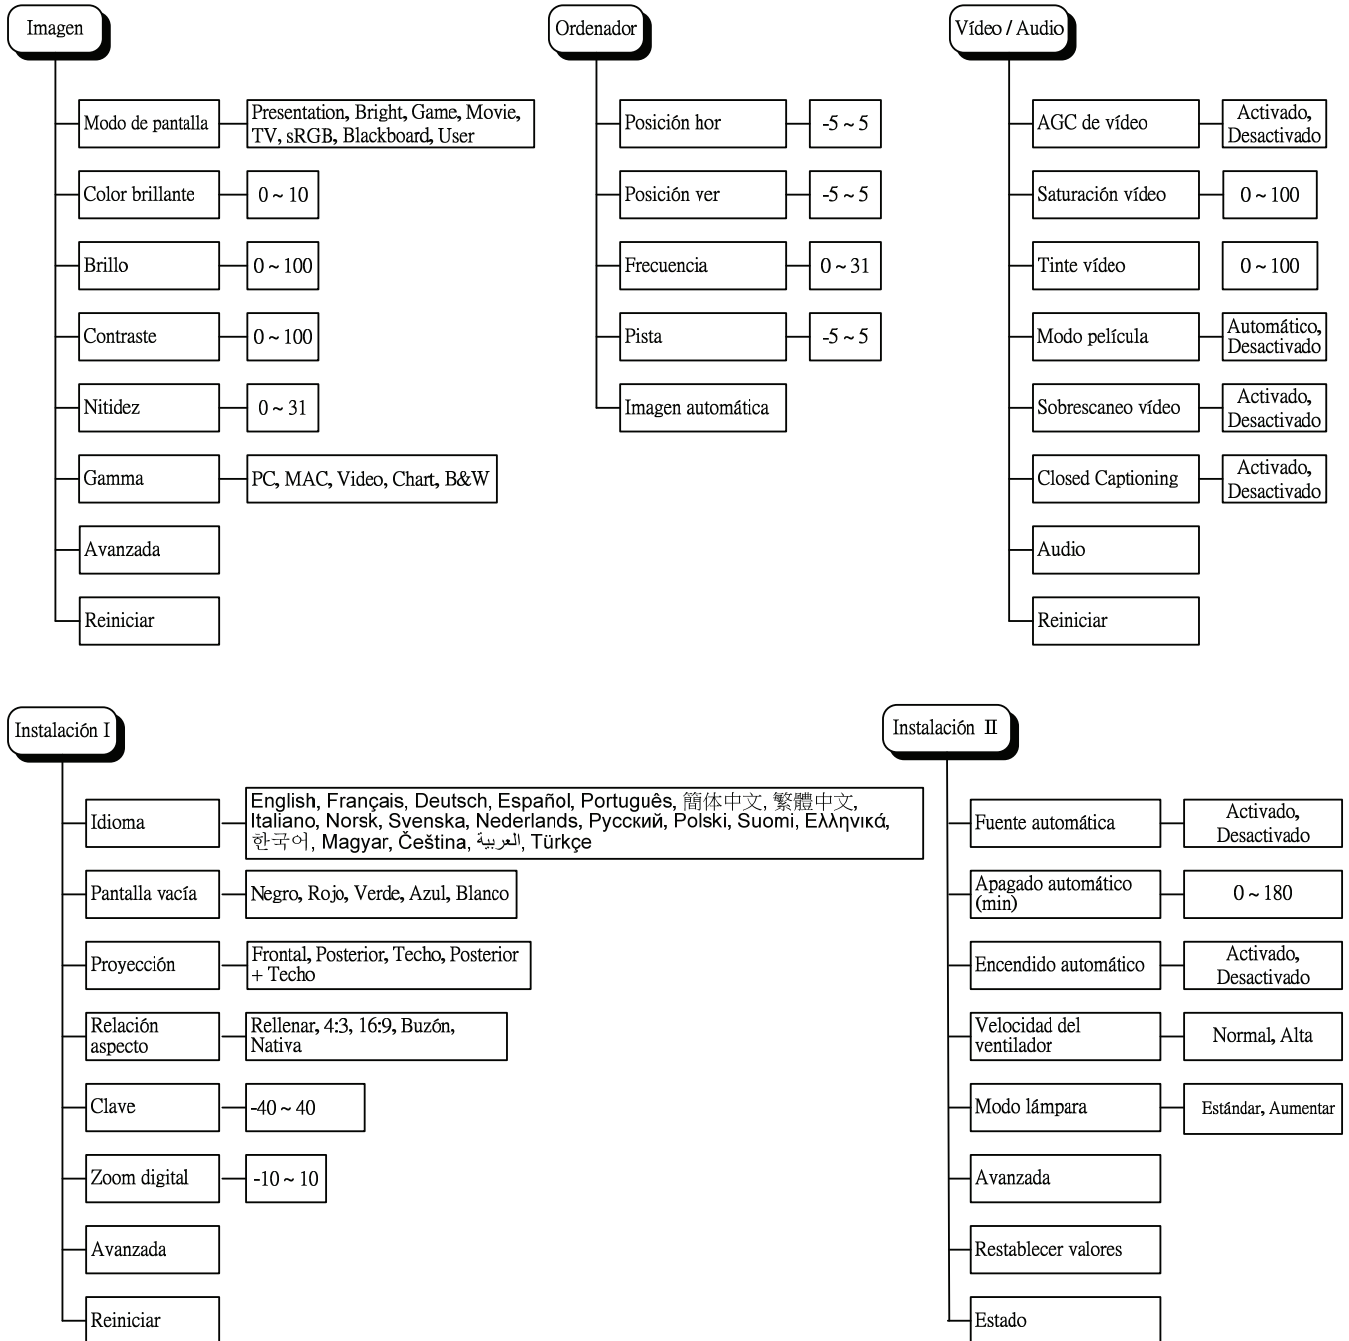 Imagen
Modo de pantalla
Presentation, Bright, Game, Movie,
TV, sRGB, Blackboard, User
Color brillante
0 ~ 10
Brillo
0 ~ 100
Contraste
0 ~ 100
Nitidez
0 ~ 31
Gamma
PC, MAC, Video, Chart, B&W
Avanzada
Reiniciar
Ordenador
Posición hor
-5 ~ 5
Posición ver
-5 ~ 5
Frecuencia
0 ~ 31
Pista
-5 ~ 5
Imagen automática
Vídeo / Audio
AGC de vídeo
Activado,
Desactivado
Saturación vídeo
0 ~ 100
Tinte vídeo
0 ~ 100
Modo película
Automático,
Desactivado
Sobrescaneo vídeo
Activado,
Desactivado
Closed Captioning
Activado,
Desactivado
Audio
Reiniciar
Instalación I
Idioma
English, Français, Deutsch, Español, Português, 簡体中文, 繁體中文,
Italiano, Norsk, Svenska, Nederlands, Русский, Polski, Suomi, Ελληνικά,
한국어, Magyar, Čeština, العربية, Türkçe
Pantalla vacía
Negro, Rojo, Verde, Azul, Blanco
Proyección
Frontal, Posterior, Techo, Posterior
+ Techo
Relación
aspecto
Rellenar, 4:3, 16:9, Buzón,
Nativa
Clave
-40 ~ 40
Zoom digital
-10 ~ 10
Avanzada
Reiniciar
Instalación II
Fuente automática
Activado,
Desactivado
Apagado automático
(min)
0 ~ 180
Encendido automático
Activado,
Desactivado
Velocidad del
ventilador
Normal, Alta
Modo lámpara
Estándar, Aumentar
Avanzada
Restablecer valores
Estado